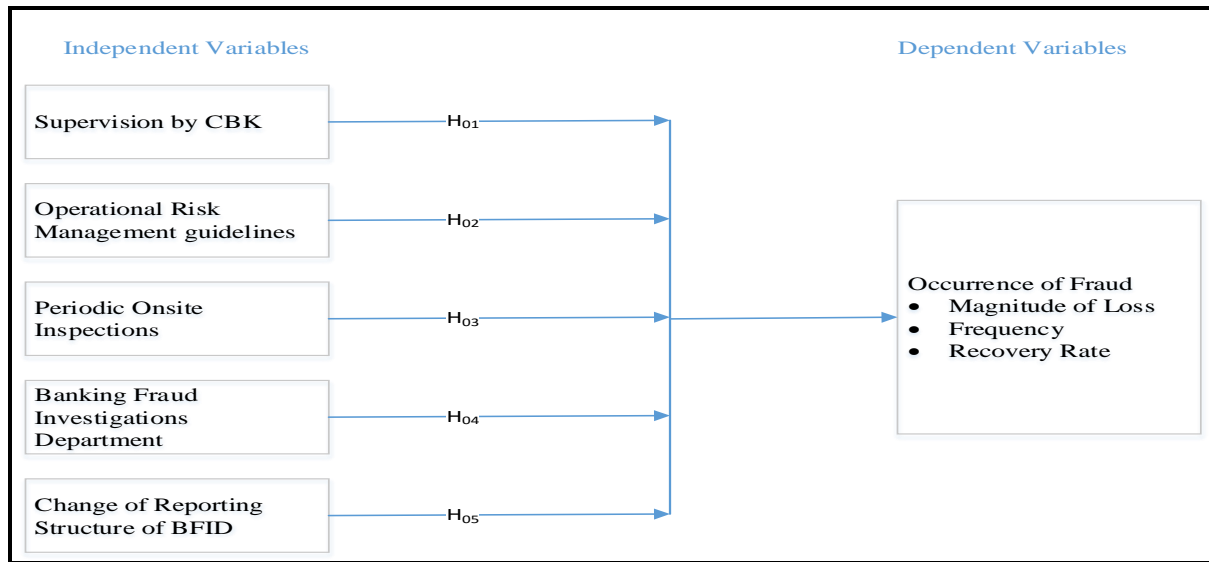 Independent Variables
Dependent Variables
Supervision by CBK
H₀₁
Operational Risk
Management guidelines
H₀₂
Periodic Onsite
Inspections
H₀₃
Banking Fraud
Investigations
Department
H₀₄
Change of Reporting
Structure of BFID
H₀₅
Occurrence of Fraud
• Magnitude of Loss
• Frequency
• Recovery Rate